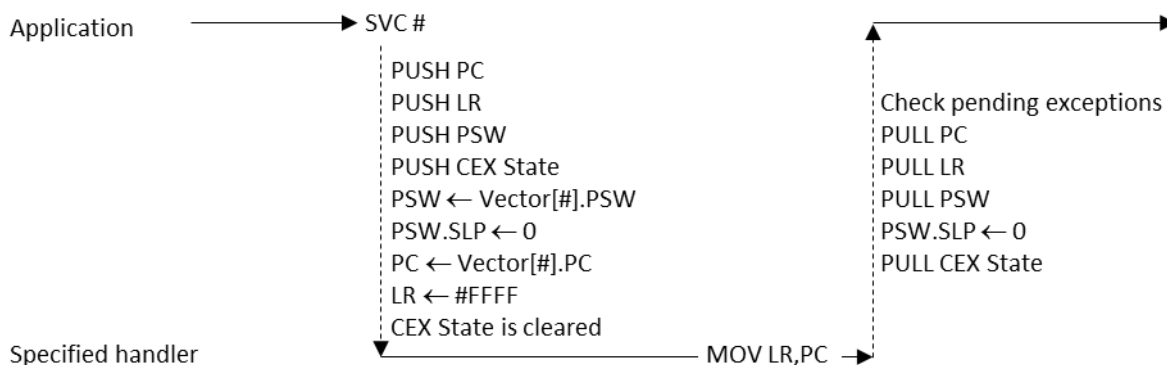 Application
SVC #
PUSH PC
PUSH LR
PUSH PSW
PUSH CEX State
PSW ← Vector[#].PSW
PSW.SLP ← 0
PC ← Vector[#].PC
LR ← #FFFF
CEX State is cleared
Check pending exceptions
PULL PC
PULL LR
PULL PSW
PSW.SLP ← 0
PULL CEX State
Specified handler
MOV LR,PC